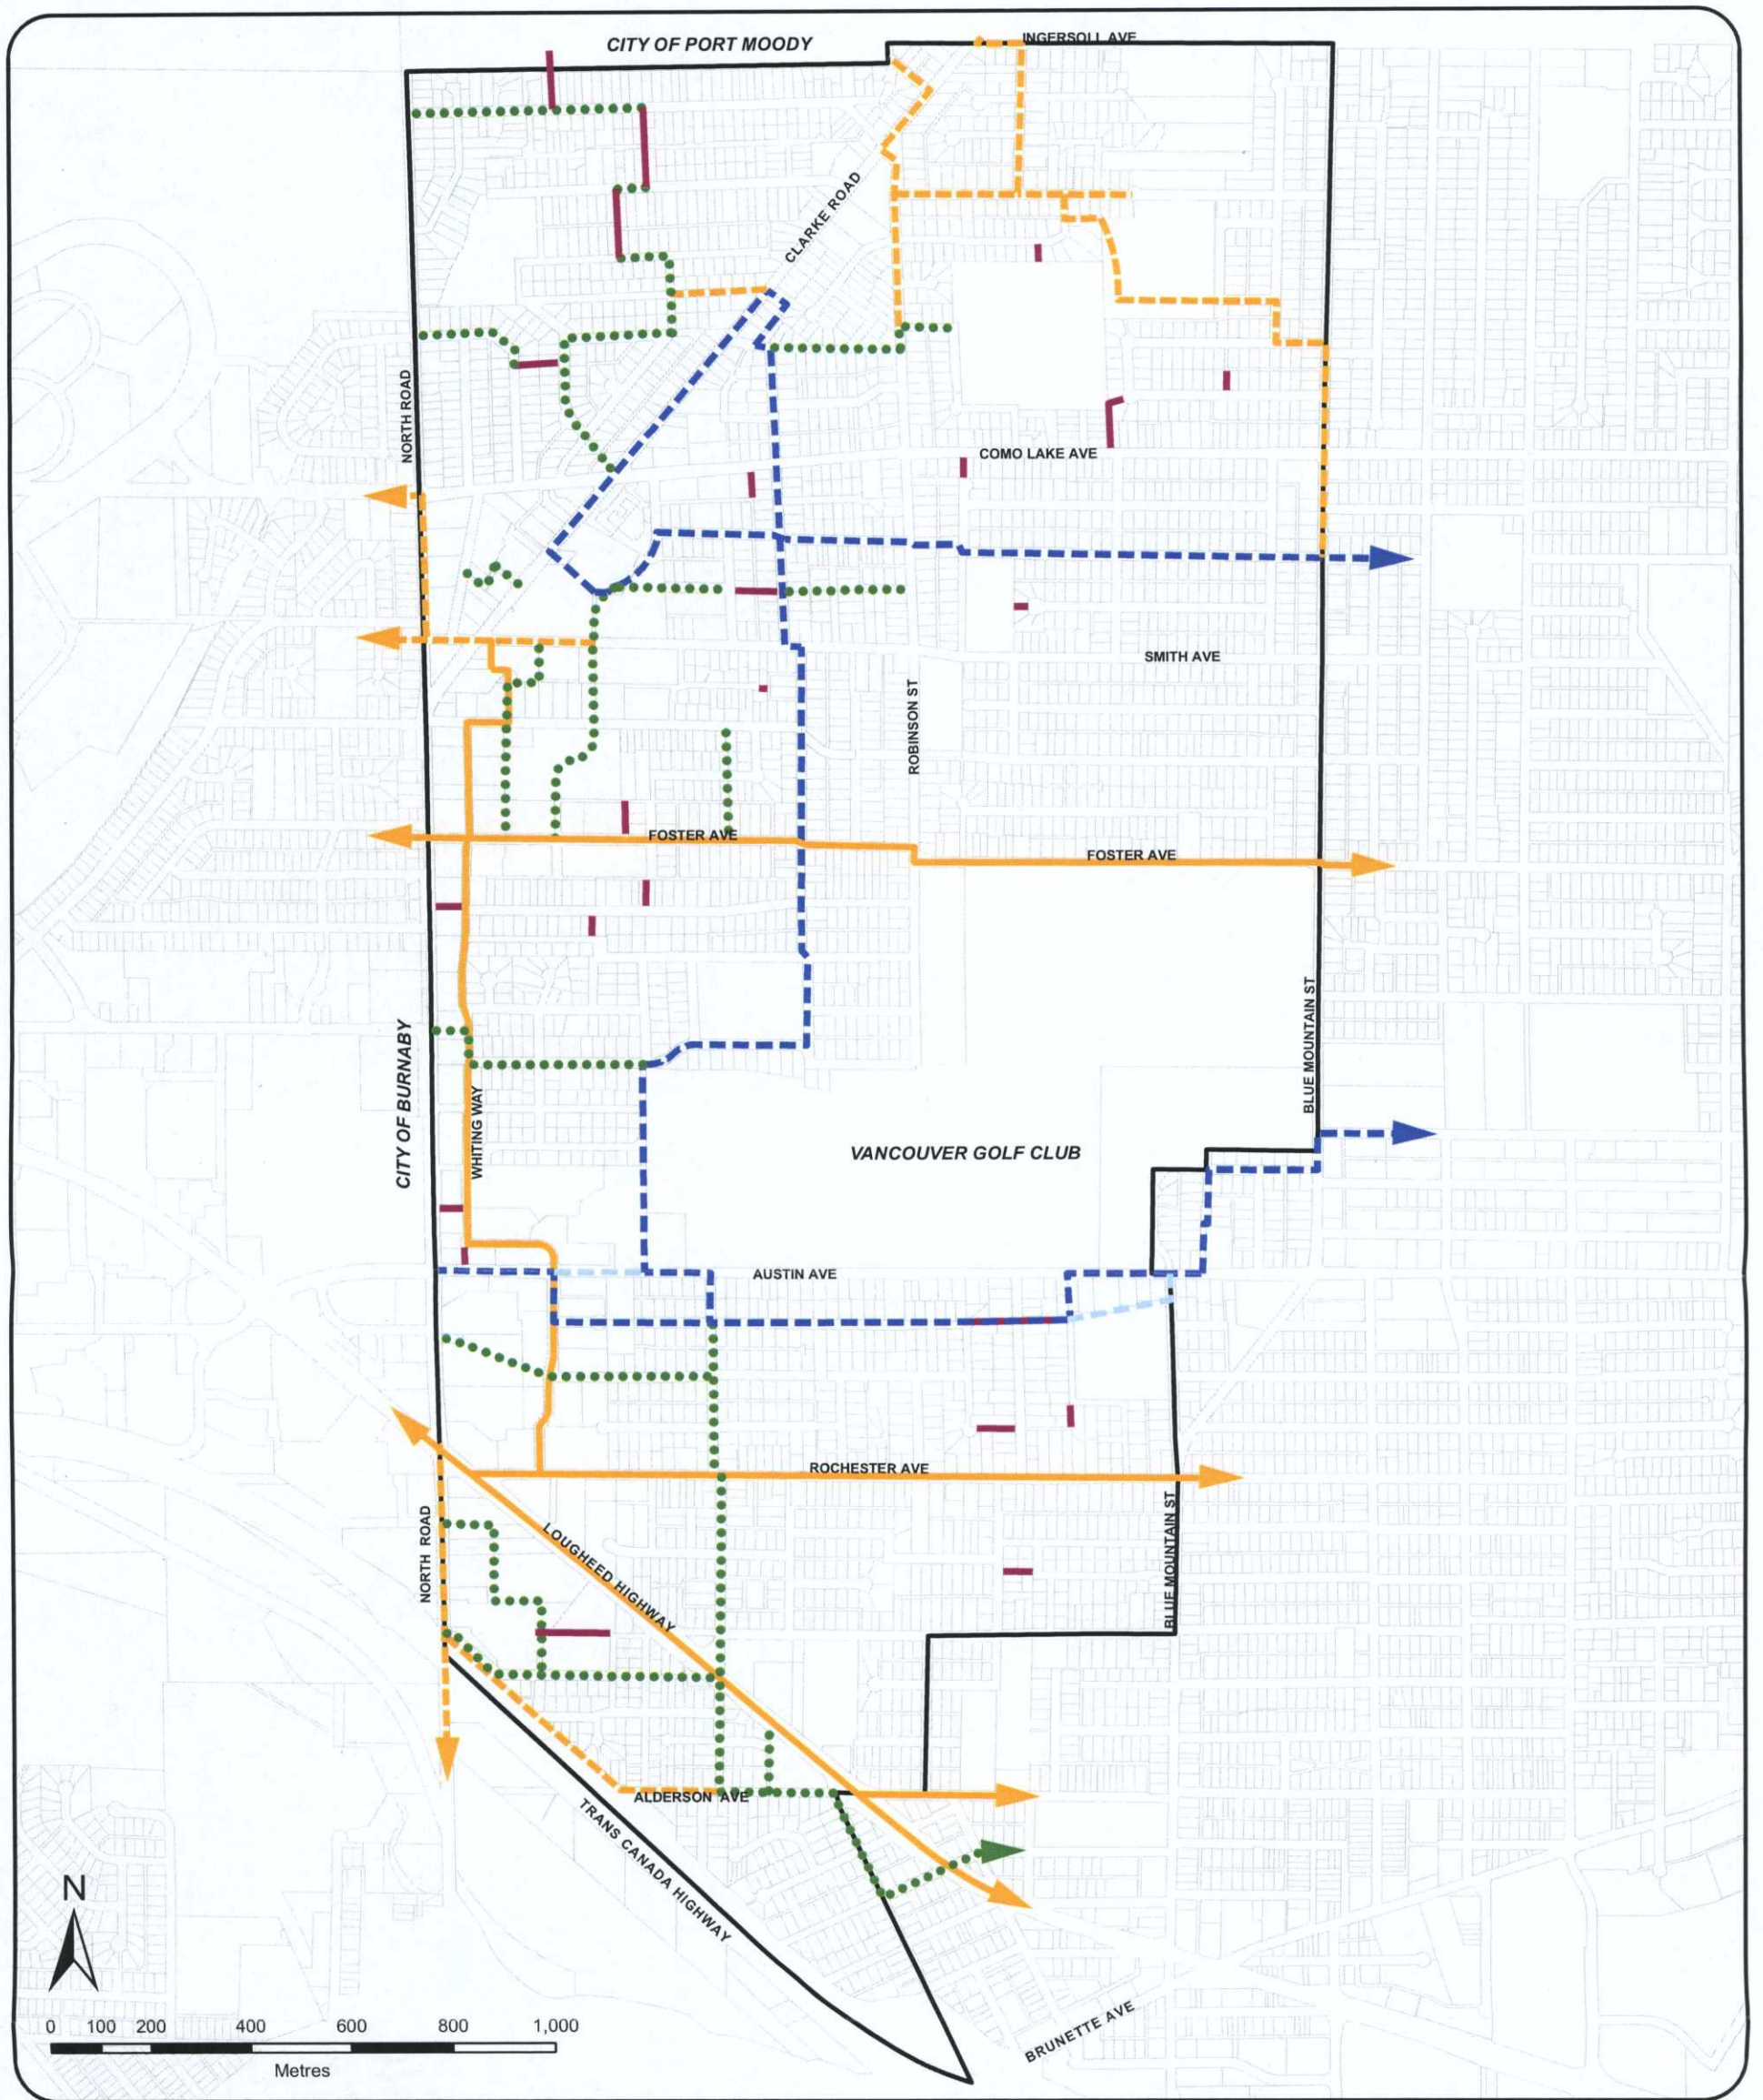 CITY OF PORT MOODY
INGERSOLL AVE
CLARKE ROAD
NORTH ROAD
COMO LAKE AVE
SMITH AVE
ROBINSON ST
FOSTER AVE
FOSTER AVE
CITY OF BURNABY
WHITING WAY
BLUE MOUNTAIN ST
VANCOUVER GOLF CLUB
AUSTIN AVE
ROCHESTER AVE
NORTH ROAD
LOUGHEED HIGHWAY
BLUE MOUNTAIN ST
ALDERSON AVE
TRANS CANADA HIGHWAY
BRUNETTE AVE
N
0 100 200 400 600 800 1,000
Metres